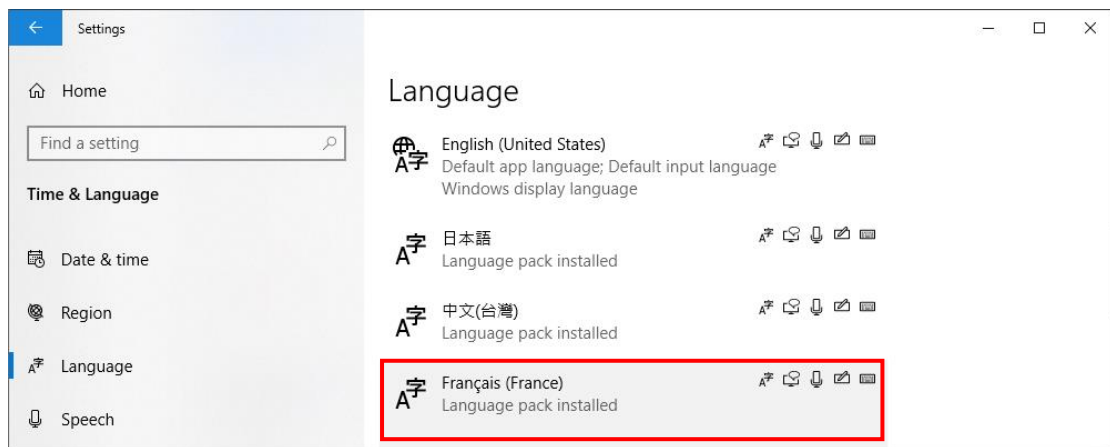 Settings
Home
Find a setting
Time & Language
Date & time
Region
Language
Speech
Language
English (United States)
Default app language; Default input language
Windows display language
日本語
Language pack installed
中文(台灣)
Language pack installed
Français (France)
Language pack installed